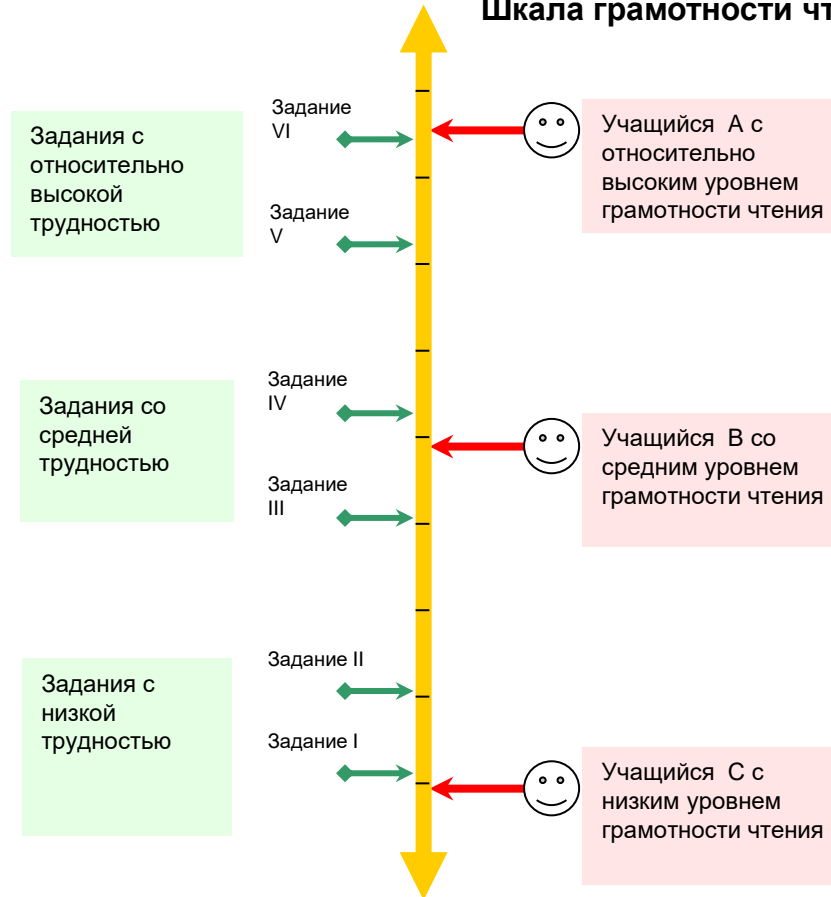 Шкала грамотности чт
Задание
VI
Задания с
относительно
высокой
трудностью
Учащийся А с
относительно
высоким уровнем
грамотности чтения
Задание
V
Задание
IV
Задания со
средней
трудностью
Учащийся В со
средним уровнем
грамотности чтения
Задание
III
Задание II
Задания с
низкой
трудностью
Задание I
Учащийся С с
низким уровнем
грамотности чтения